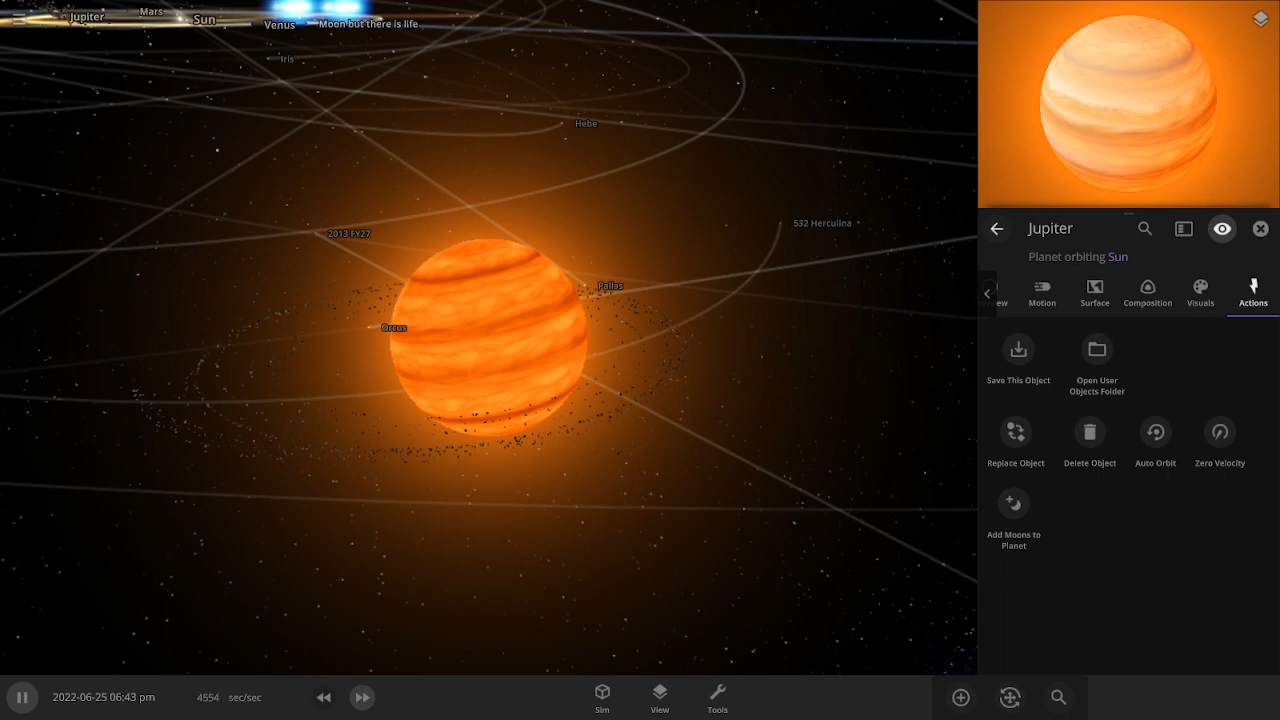 Jupiter
Mars
Sun
Venus
Moon but there is life
Iris
Hebe
2013 FY27
532 Herculina
Pallas
Orcus
Jupiter
Planet orbiting Sun
ew
Motion
Surface
Composition
Visuals
Actions
Save This Object
Open User
Objects Folder
Replace Object
Delete Object
Auto Orbit
Zero Velocity
Add Moons to
Planet
2022-06-25 06:43 pm
4554 sec/sec
Sim
View
Tools